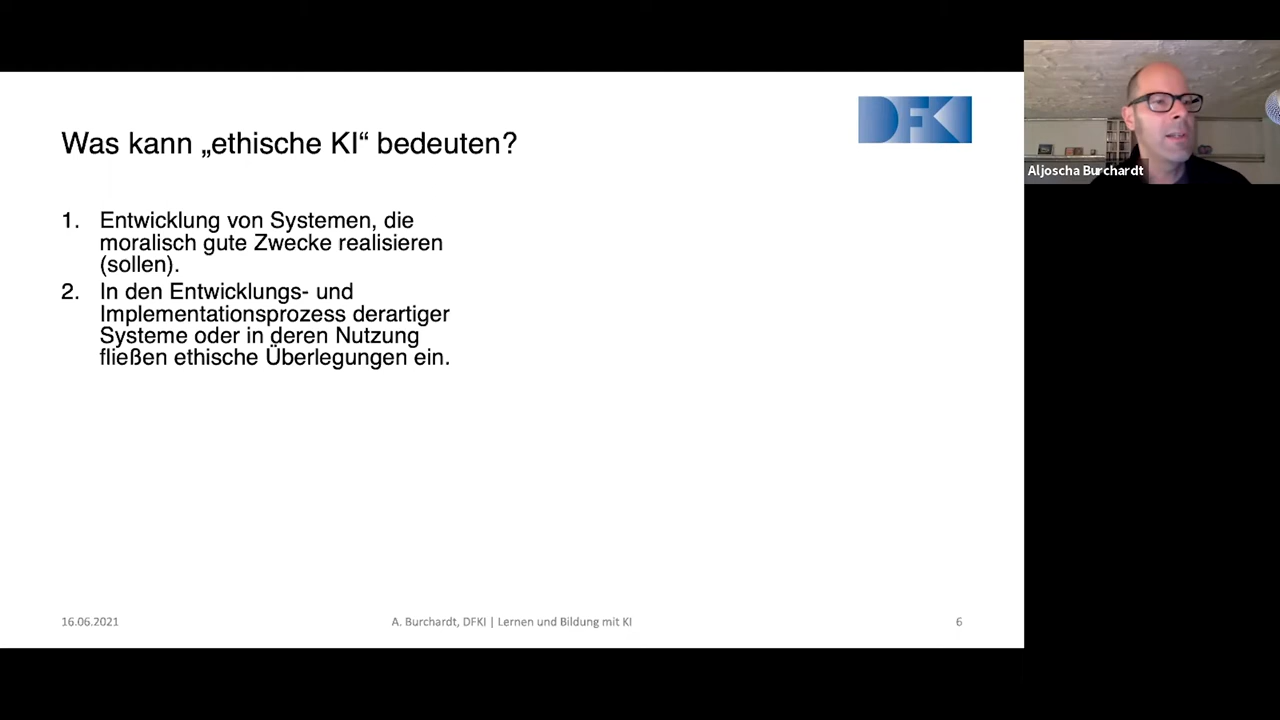 Was kann „ethische KI“ bedeuten?
DFKI
Aljoscha Burchardt
1. Entwicklung von Systemen, die
moralisch gute Zwecke realisieren
(sollen).
2. In den Entwicklungs- und
Implementationsprozess derartiger
Systeme oder in deren Nutzung
fließen ethische Überlegungen ein.
16.06.2021
A. Burchardt, DFKI | Lernen und Bildung mit KI
6